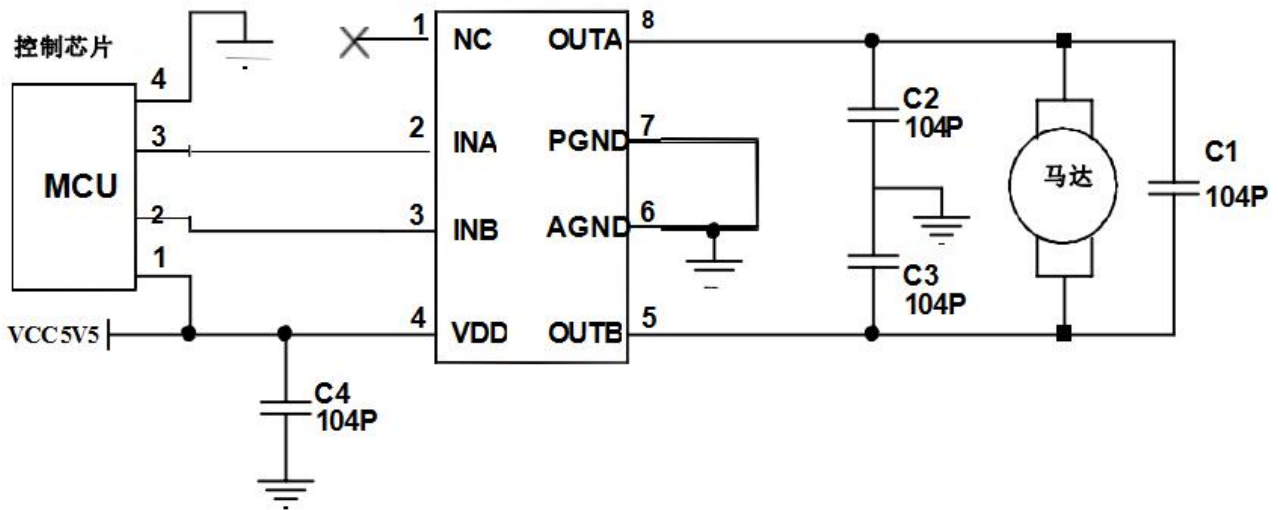 控制芯片
MCU
4
3
2
1
VCC5V5
1
2
3
4
NC
INA
INB
VDD
OUTA
PGND
AGND
OUTB
8
7
6
5
C4
104P
C2
104P
C3
104P
马达
C1
104P